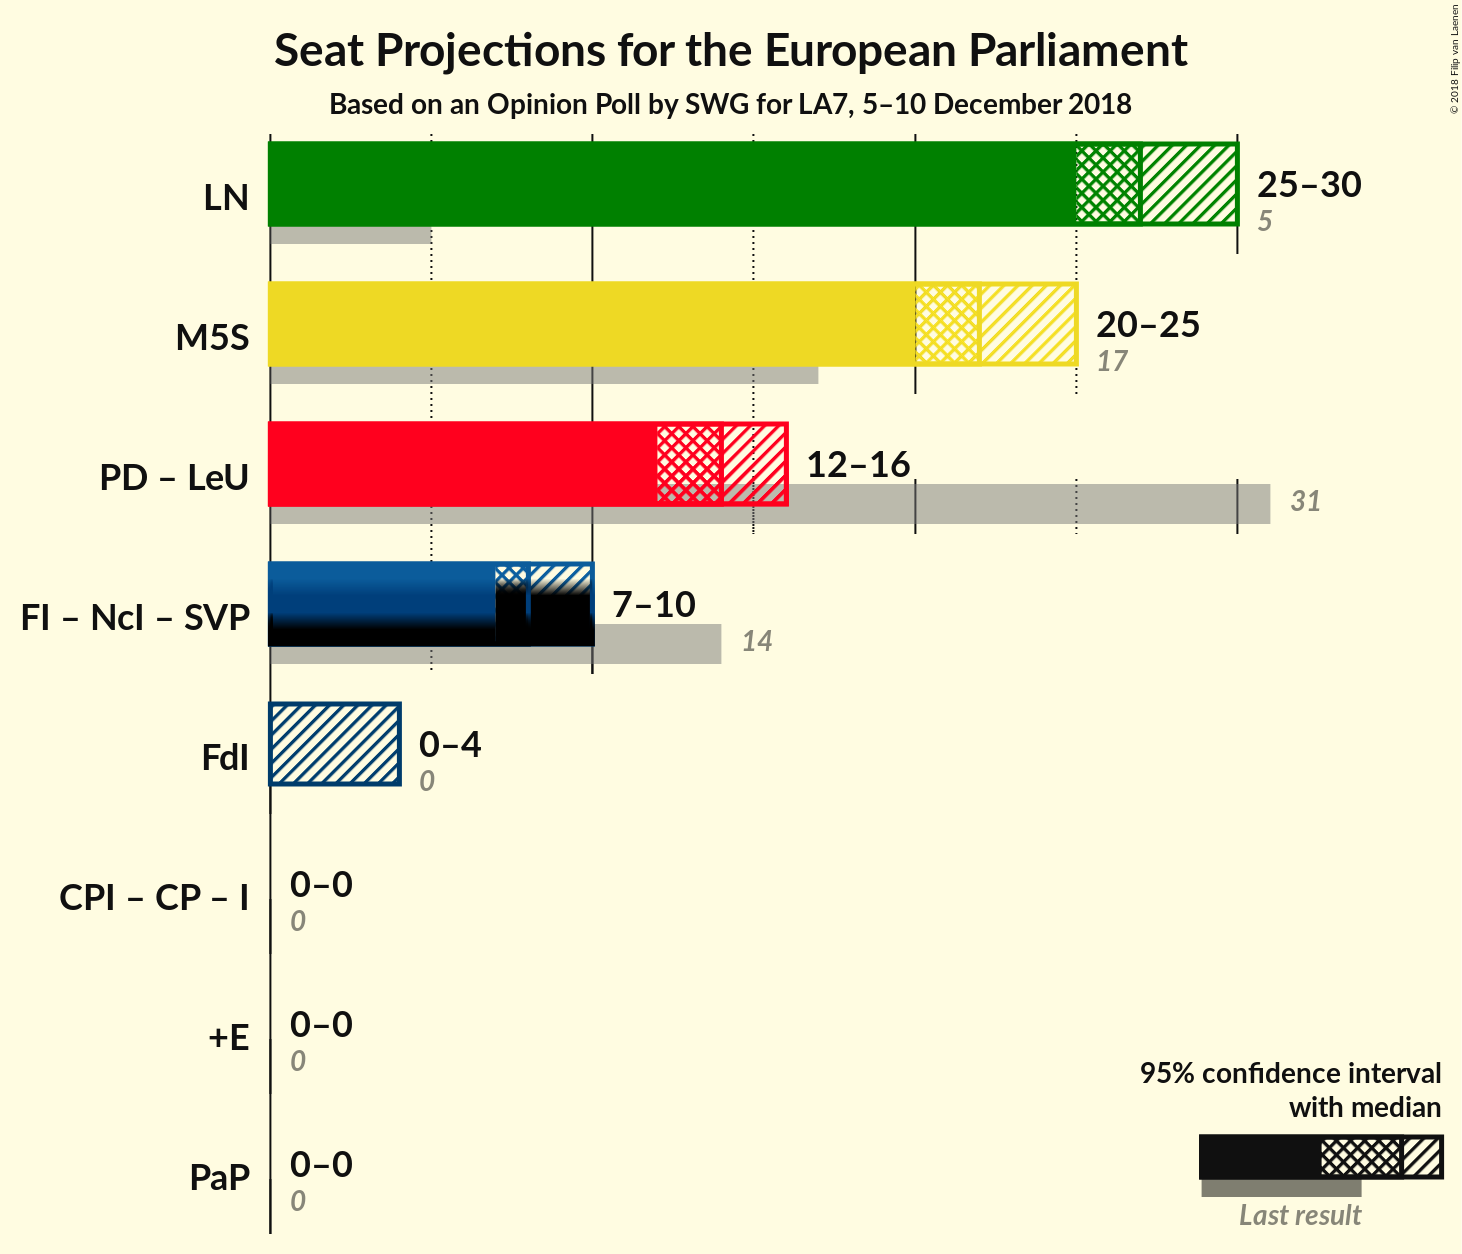 Seat Projections for the European Parliament
Based on an Opinion Poll by SWG for LA7, 5–10 December 2018
© 2018 Filip van Laenen
LN
25–30
5
M5S
20–25
17
PD – LeU
12–16
31
FI – NcI – SVP
7–10
14
FdI
0–4
0
CPI – CP – I
0–0
0
+E
0–0
0
PaP
0–0
0
95% confidence interval
with median
Last result